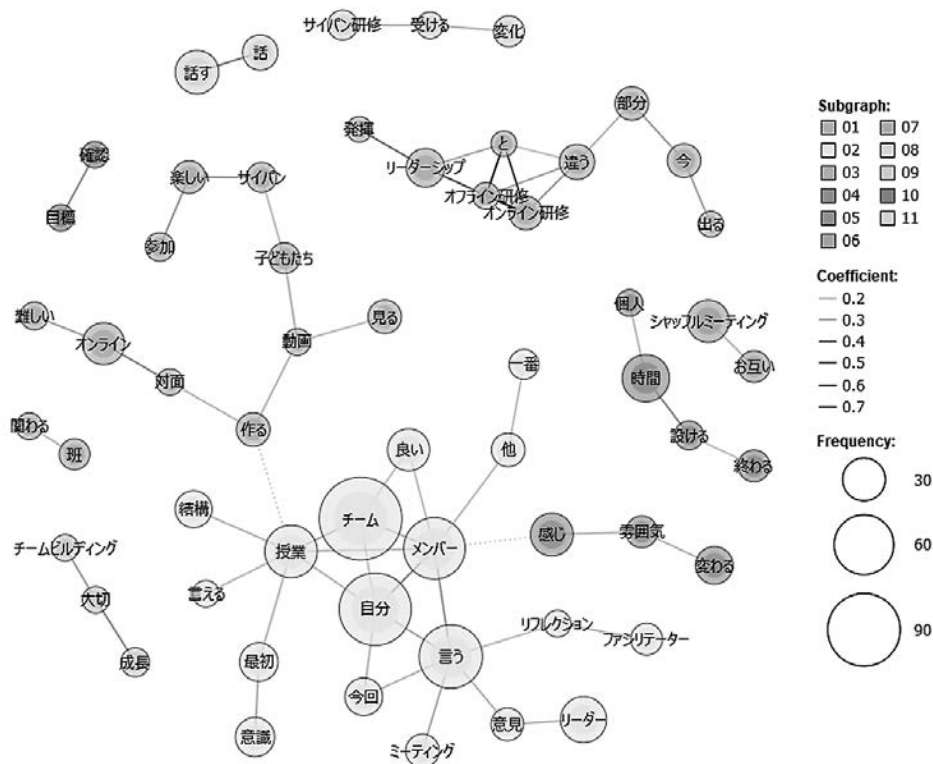 サイパン研修
受ける
変化
話す
話
発揮
と
リーダーシップ
オフライン研修
オンライン研修
違う
部分
今
出る
確認
目標
楽しい
サイパン
参加
子どもたち
難しい
オンライン
動画
見る
対面
作る
関わる
班
個人
シャッフルミーティング
時間
お互い
設ける
終わる
一番
良い
他
結構
チーム
授業
メンバー
感じ
雰囲気
変わる
チームビルディング
大切
成長
言える
自分
リフレクション
ファシリテーター
最初
言う
今回
意見
リーダー
意識
ミーティング
Subgraph:
01 07
02 08
03 09
04 10
05 11
06
Coefficient:
0.2
0.3
0.4
0.5
0.6
0.7
Frequency:
30
60
90